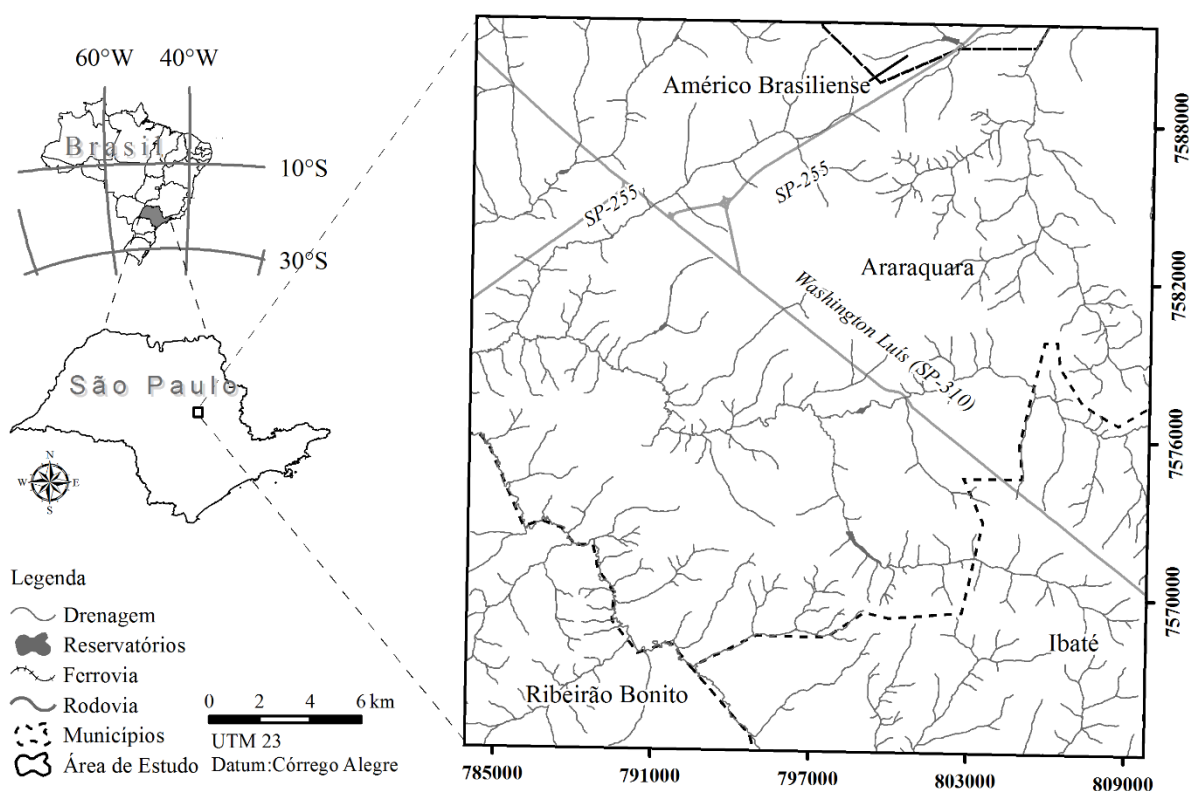 60°W 40°W
Brasil
10°S
30°S
São Paulo
N
W E
S
Legenda
Drenagem
Reservatórios
Ferrovia
Rodovia
Municípios
Área de Estudo
0 2 4 6 km
UTM 23
Datum:Córrego Alegre
Américo Brasiliense
SP-255
SP-255
Araraquara
Washington Luís (SP-310)
Ibaté
Ribeirão Bonito
7588000
7582000
7576000
7570000
785000 791000 797000 803000 809000